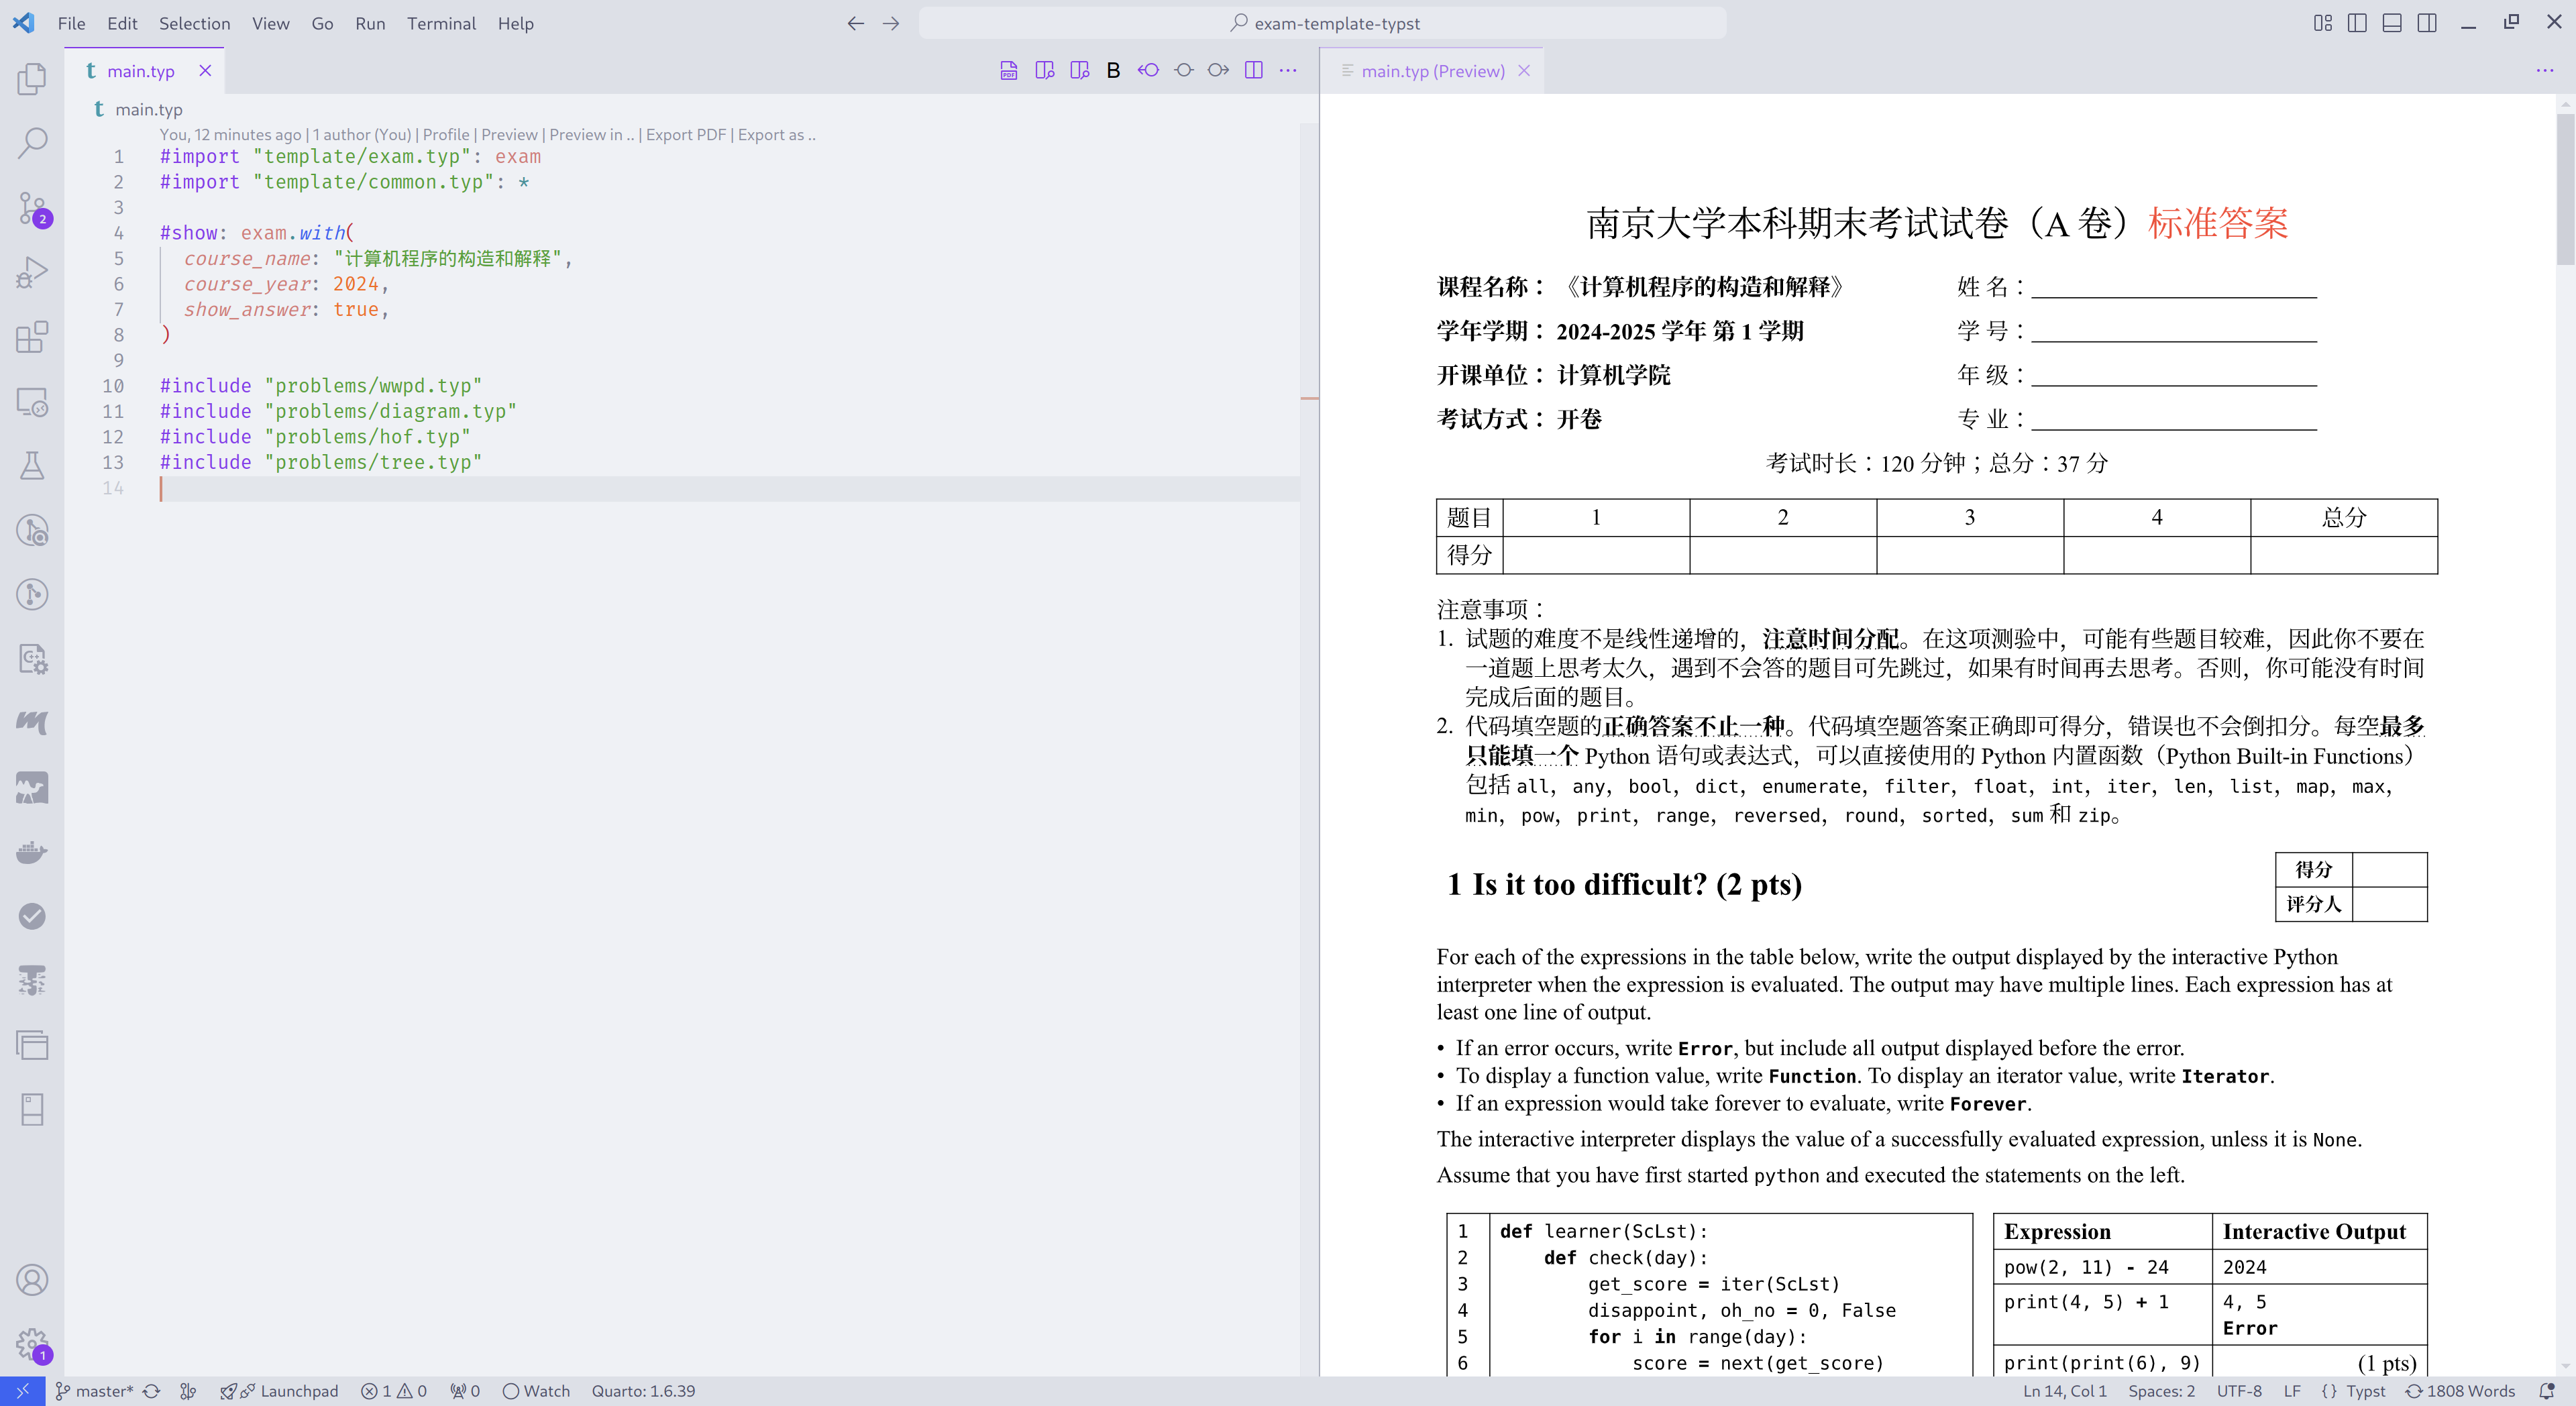 File Edit Selection View Go Run Terminal Help
exam-template-typst
main.typ
main.typ
You, 12 minutes ago | 1 author (You) | Profile | Preview | Preview in .. | Export PDF | Export as ..
1 #import "template/exam.typ": exam
2 #import "template/common.typ": *
3
4 #show: exam.with(
5 course_name: "计算机程序的构造和解释",
6 course_year: 2024,
7 show_answer: true,
8 )
9
10 #include "problems/wwpd.typ"
11 #include "problems/diagram.typ"
12 #include "problems/hof.typ"
13 #include "problems/tree.typ"
14
main.typ (Preview)
南京大学本科期末考试试卷（A 卷）标准答案
课程名称：《计算机程序的构造和解释》 姓 名：
学年学期：2024-2025 学年 第 1 学期 学 号：
开课单位：计算机学院 年 级：
考试方式：开卷 专 业：
考试时长：120 分钟；总分：37 分
题目 1 2 3 4 总分
得分
注意事项：
1. 试题的难度不是线性递增的，注意时间分配。在这项测验中，可能有些题目较难，因此你不要在
一道题上思考太久，遇到不会答的题目可先跳过，如果有时间再去思考。否则，你可能没有时间
完成后面的题目。
2. 代码填空题的正确答案不止一种。代码填空题答案正确即可得分，错误也不会倒扣分。每空最多
只能填一个 Python 语句或表达式，可以直接使用的 Python 内置函数（Python Built-in Functions）
包括 all，any，bool，dict，enumerate，filter，float，int，iter，len，list，map，max，
min，pow，print，range，reversed，round，sorted，sum 和 zip。
1 Is it too difficult? (2 pts)
得分
评分人
For each of the expressions in the table below, write the output displayed by the interactive Python
interpreter when the expression is evaluated. The output may have multiple lines. Each expression has at
least one line of output.
• If an error occurs, write Error, but include all output displayed before the error.
• To display a function value, write Function. To display an iterator value, write Iterator.
• If an expression would take forever to evaluate, write Forever.
The interactive interpreter displays the value of a successfully evaluated expression, unless it is None.
Assume that you have first started python and executed the statements on the left.
1 def learner(ScLst):
2 def check(day):
3 get_score = iter(ScLst)
4 disappoint, oh_no = 0, False
5 for i in range(day):
6 score = next(get_score)
Expression Interactive Output
pow(2, 11) - 24 2024
print(4, 5) + 1 4, 5
Error
print(print(6), 9) (1 pts)
2
1
master* Launchpad 1 0 0 Watch Quarto: 1.6.39
Ln 14, Col 1 Spaces: 2 UTF-8 LF {} Typst 1808 Words